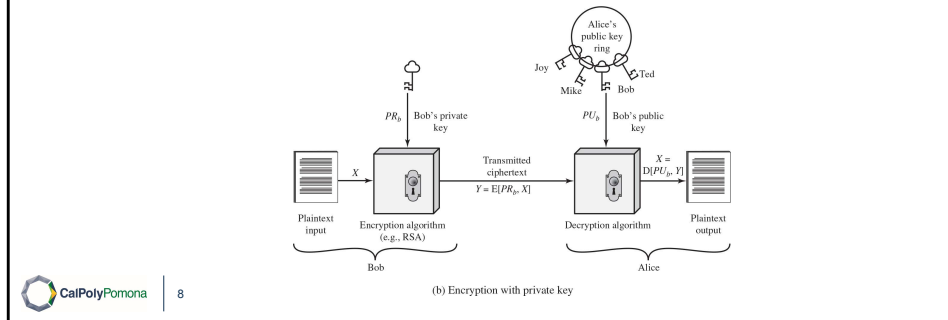 Alice's
public key
ring
Joy
Ted
Mike
Bob
PRb
Bob's private
key
PUb
Bob's public
key
X
Transmitted
ciphertext
Y = E[PRb, X]
X =
D[PUb, Y]
Plaintext
input
Encryption algorithm
(e.g., RSA)
Decryption algorithm
Plaintext
output
Bob
Alice
(b) Encryption with private key
CalPolyPomona
8